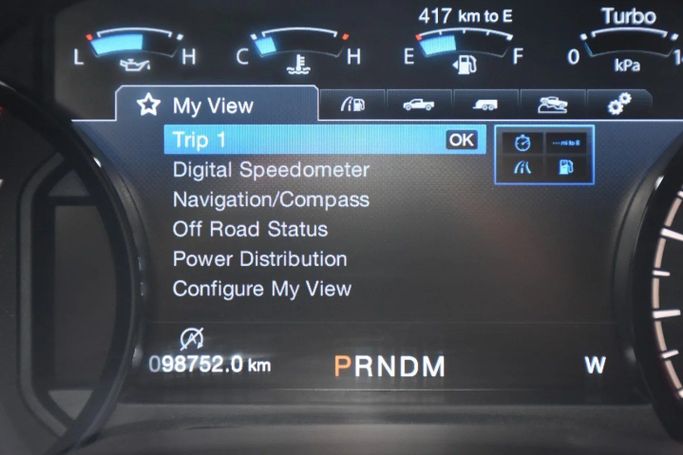 417 km to E
Turbo
L H
C H
E F
0
kPa
My View
Trip 1 OK
Digital Speedometer
Navigation/Compass
Off Road Status
Power Distribution
Configure My View
098752.0 km
PRNDM
W